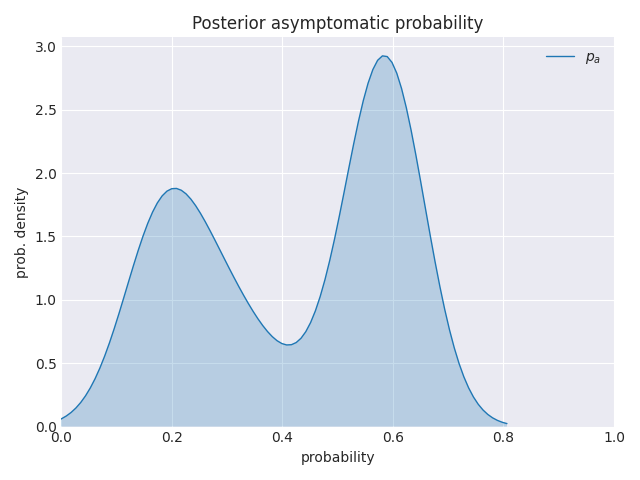 Posterior asymptomatic probability
3.0
2.5
2.0
1.5
1.0
0.5
0.0
prob. density
pₐ
0.0 0.2 0.4 0.6 0.8 1.0
probability